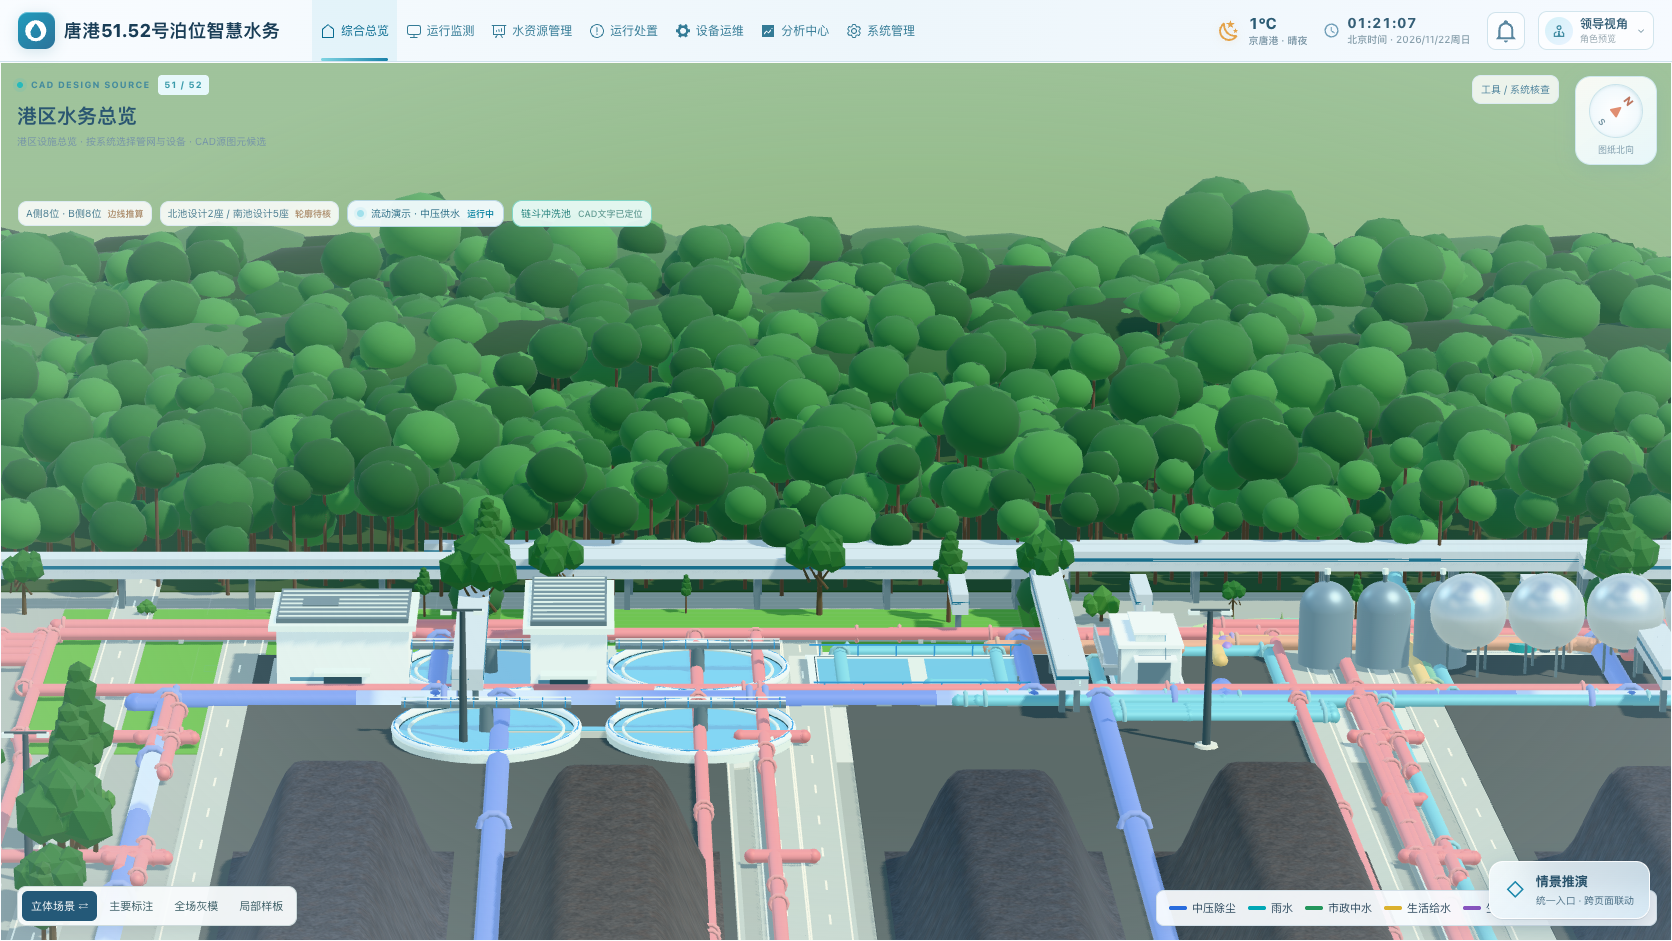 唐港51.52号泊位智慧水务
综合总览
运行监测
水资源管理
运行处置
设备运维
分析中心
系统管理
1°C
京唐港 · 晴夜
01:21:07
北京时间 · 2026/11/22周日
领导视角
角色预览
CAD DESIGN SOURCE
51 / 52
港区水务总览
港区设施总览 · 按系统选择管网与设备 · CAD源图元候选
工具 / 系统核查
N
S
图纸北向
A侧8位 · B侧8位 边线推算
北池设计2座 / 南池设计5座 轮廓待核
流动演示 · 中压供水 运行中
链斗冲洗池 CAD文字已定位
立体场景
主要标注
全场灰模
局部样板
中压除尘
雨水
市政中水
生活给水
情景推演
统一入口 · 跨页面联动